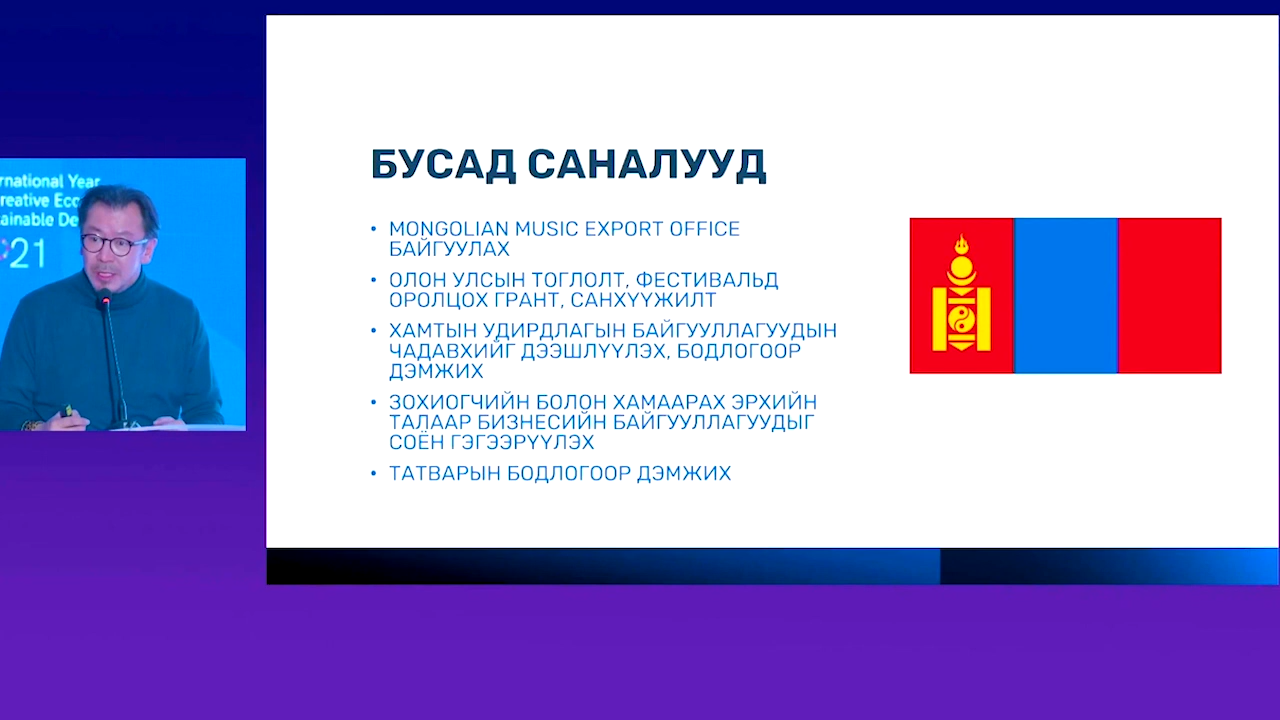 rnational Year
reative Eco
ainable De
21
БУСАД САНАЛУУД
• MONGOLIAN MUSIC EXPORT OFFICE
БАЙГУУЛАХ
• ОЛОН УЛСЫН ТОГЛОЛТ, ФЕСТИВАЛЬД
ОРОЛЦОХ ГРАНТ, САНХҮҮЖИЛТ
• ХАМТЫН УДИРДЛАГЫН БАЙГУУЛЛАГУУДЫН
ЧАДАВХИЙГ ДЭЭШЛҮҮЛЭХ, БОДЛОГООР
ДЭМЖИХ
• ЗОХИОГЧИЙН БОЛОН ХАМААРАХ ЭРХИЙН
ТАЛААР БИЗНЕСИЙН БАЙГУУЛЛАГУУДЫГ
СОЁН ГЭГЭЭРҮҮЛЭХ
• ТАТВАРЫН БОДЛОГООР ДЭМЖИХ